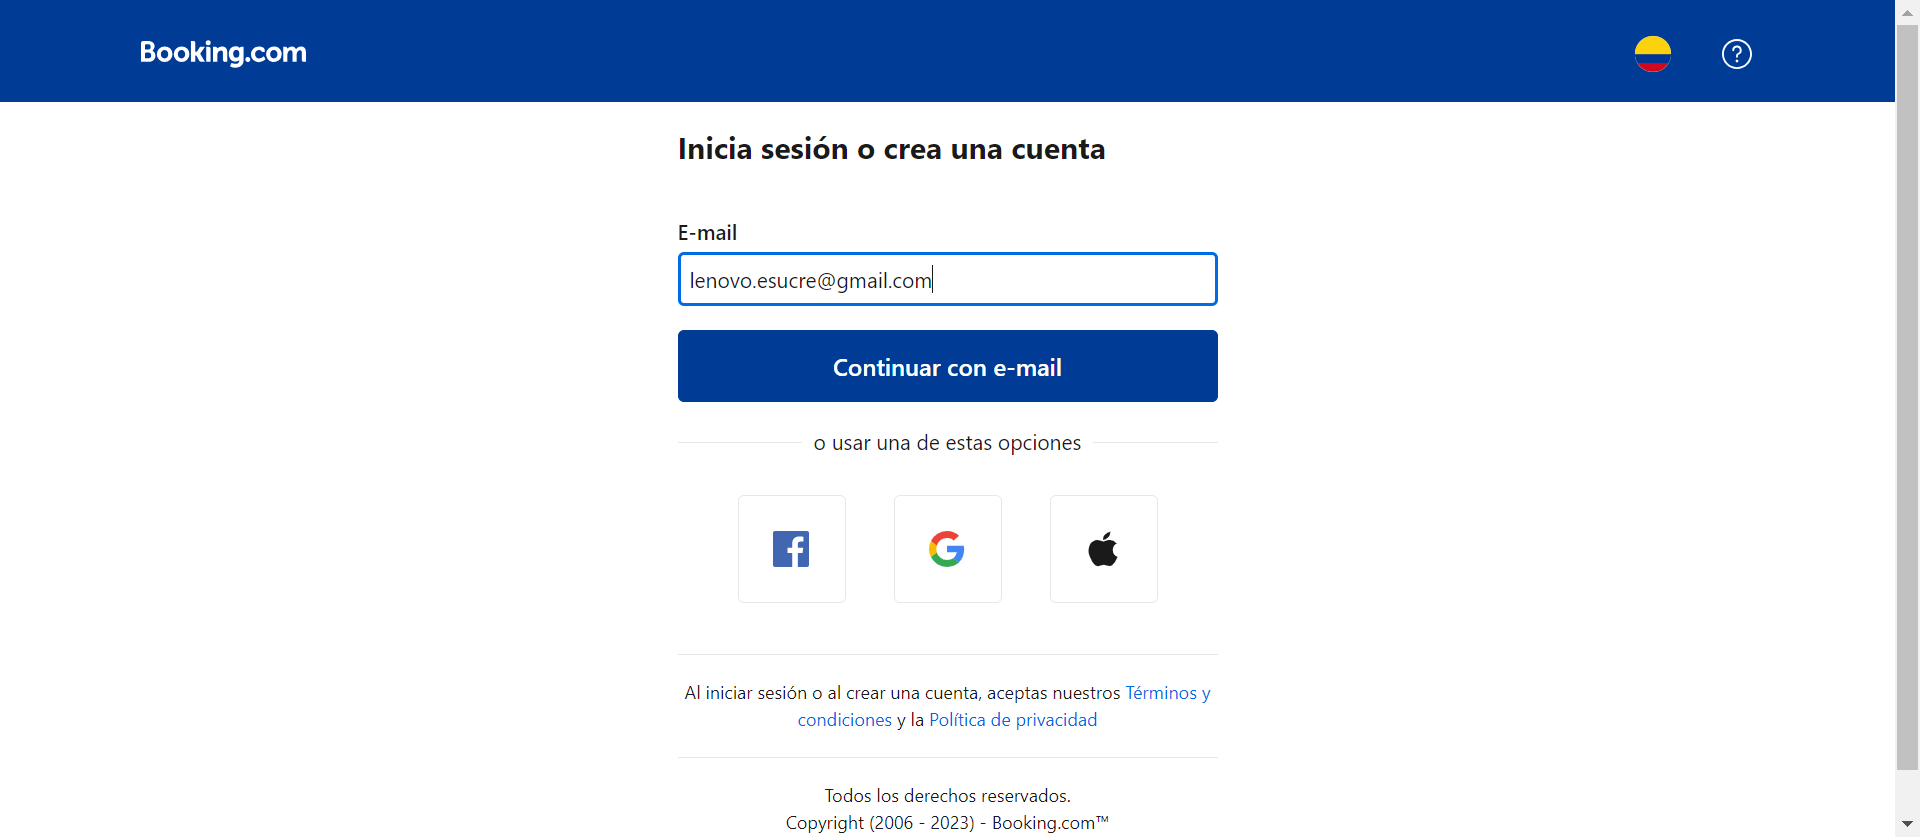 Booking.com
?
Inicia sesión o crea una cuenta
E-mail
lenovo.esucre@gmail.com
Continuar con e-mail
o usar una de estas opciones
Al iniciar sesión o al crear una cuenta, aceptas nuestros Términos y
condiciones y la Política de privacidad
Todos los derechos reservados.
Copyright (2006 - 2023) - Booking.com™